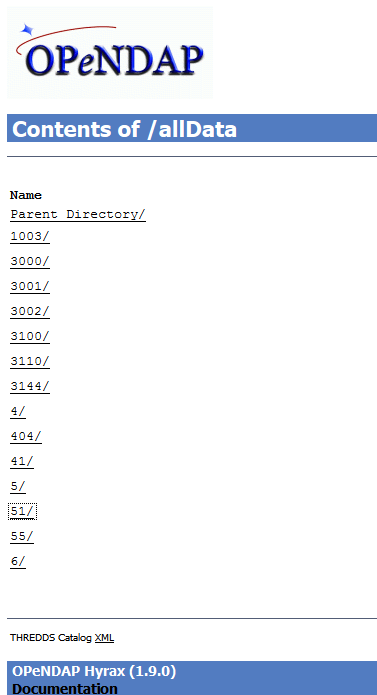 OPeNDAP
Contents of /allData
Name
Parent Directory/
1003/
3000/
3001/
3002/
3100/
3110/
3144/
4/
404/
41/
5/
51/
55/
6/
THREDDS Catalog XML
OPeNDAP Hyrax (1.9.0)
Documentation